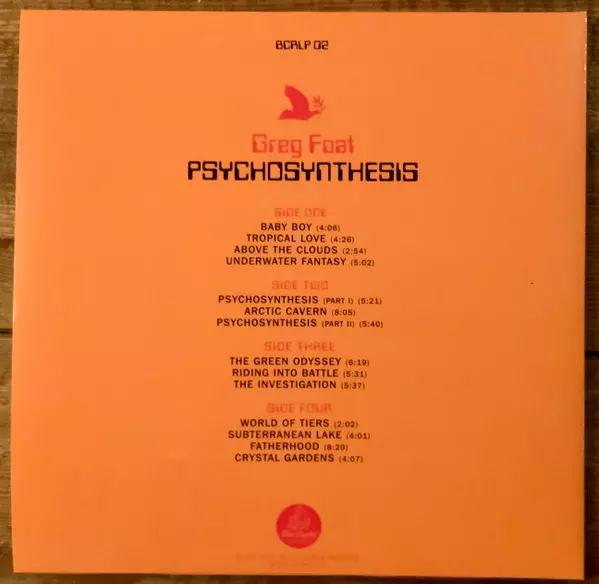 BCRLP 02
Greg Foat
PSYCHOSYNTHESIS
SIDE ONE
BABY BOY (4:06)
TROPICAL LOVE (4:26)
ABOVE THE CLOUDS (2:54)
UNDERWATER FANTASY (5:02)
SIDE TWO
PSYCHOSYNTHESIS (PART I) (5:21)
ARCTIC CAVERN (8:05)
PSYCHOSYNTHESIS (PART II) (5:40)
SIDE THREE
THE GREEN ODYSSEY (6:19)
RIDING INTO BATTLE (5:31)
THE INVESTIGATION (5:37)
SIDE FOUR
WORLD OF TIERS (2:02)
SUBTERRANEAN LAKE (4:01)
FATHERHOOD (8:20)
CRYSTAL GARDENS (4:07)